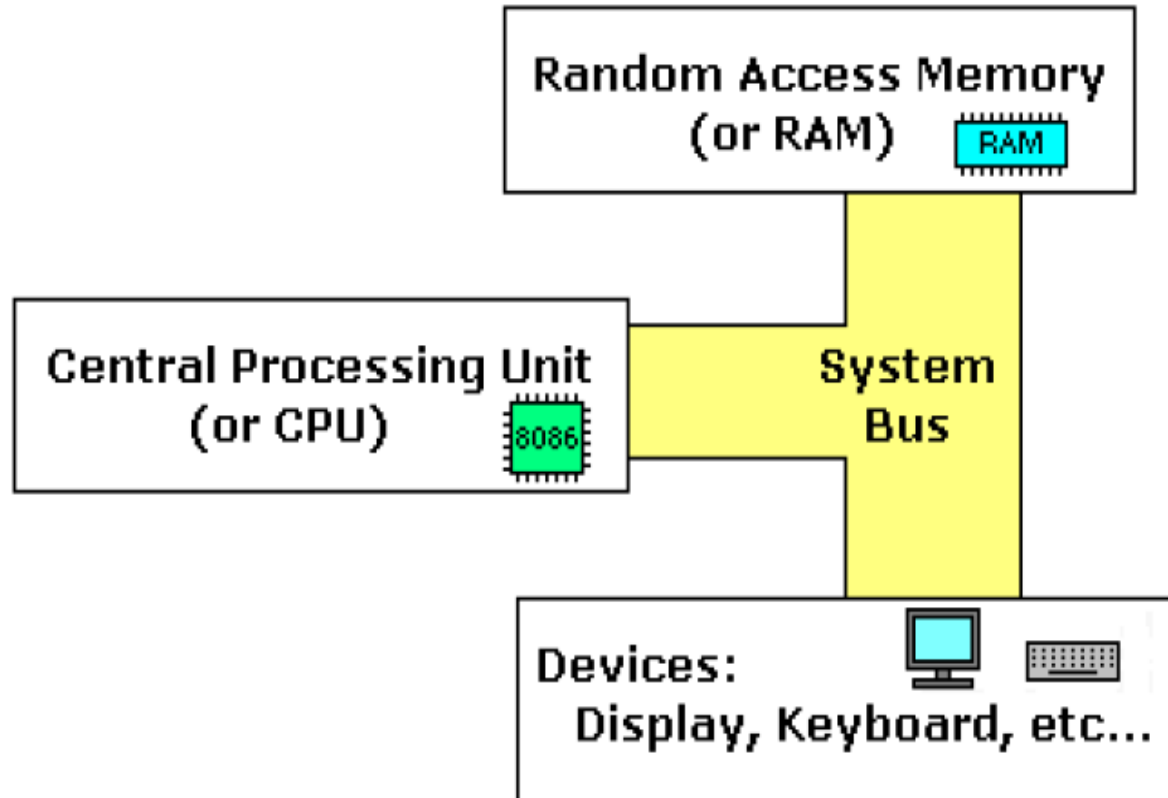 Random Access Memory
(or RAM)
RAM
Central Processing Unit
(or CPU)
8086
System
Bus
Devices:
Display, Keyboard, etc...